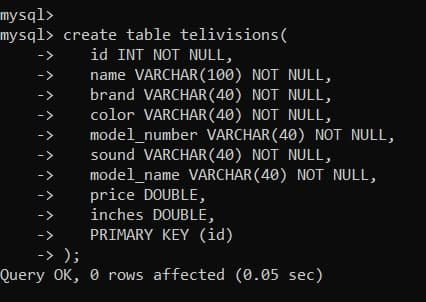 mysql>
mysql> create table telivisions(
    ->    id INT NOT NULL,
    ->    name VARCHAR(100) NOT NULL,
    ->    brand VARCHAR(40) NOT NULL,
    ->    color VARCHAR(40) NOT NULL,
    ->    model_number VARCHAR(40) NOT NULL,
    ->    sound VARCHAR(40) NOT NULL,
    ->    model_name VARCHAR(40) NOT NULL,
    ->    price DOUBLE,
    ->    inches DOUBLE,
    ->    PRIMARY KEY (id)
    -> );
Query OK, 0 rows affected (0.05 sec)